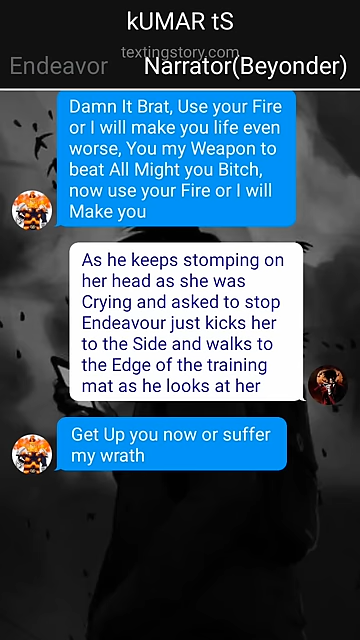 kUMAR tS
textingstory.com
Endeavor Narrator(Beyonder)
Damn It Brat, Use your Fire
or I will make you life even
worse, You my Weapon to
beat All Might you Bitch,
now use your Fire or I will
Make you
As he keeps stomping on
her head as she was
Crying and asked to stop
Endeavour just kicks her
to the Side and walks to
the Edge of the training
mat as he looks at her
Get Up you now or suffer
my wrath